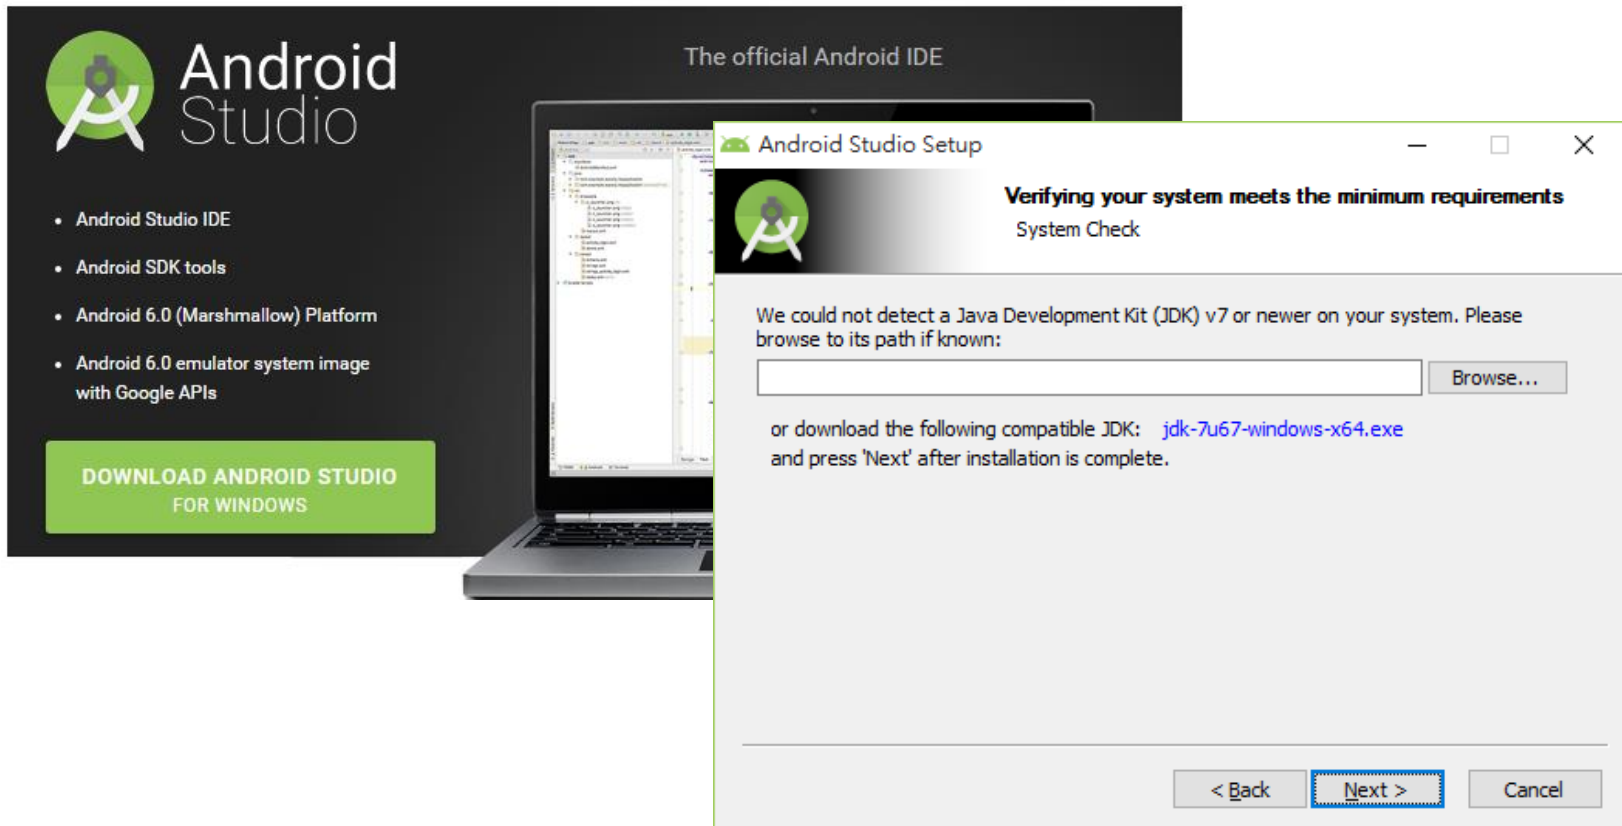 Android
Studio
The official Android IDE
Android Studio IDE
Android SDK tools
Android 6.0 (Marshmallow) Platform
Android 6.0 emulator system image
with Google APIs
DOWNLOAD ANDROID STUDIO
FOR WINDOWS
Android Studio Setup
Verifying your system meets the minimum requirements
System Check
We could not detect a Java Development Kit (JDK) v7 or newer on your system. Please
browse to its path if known:
Browse...
or download the following compatible JDK: jdk-7u67-windows-x64.exe
and press 'Next' after installation is complete.
< Back
Next >
Cancel